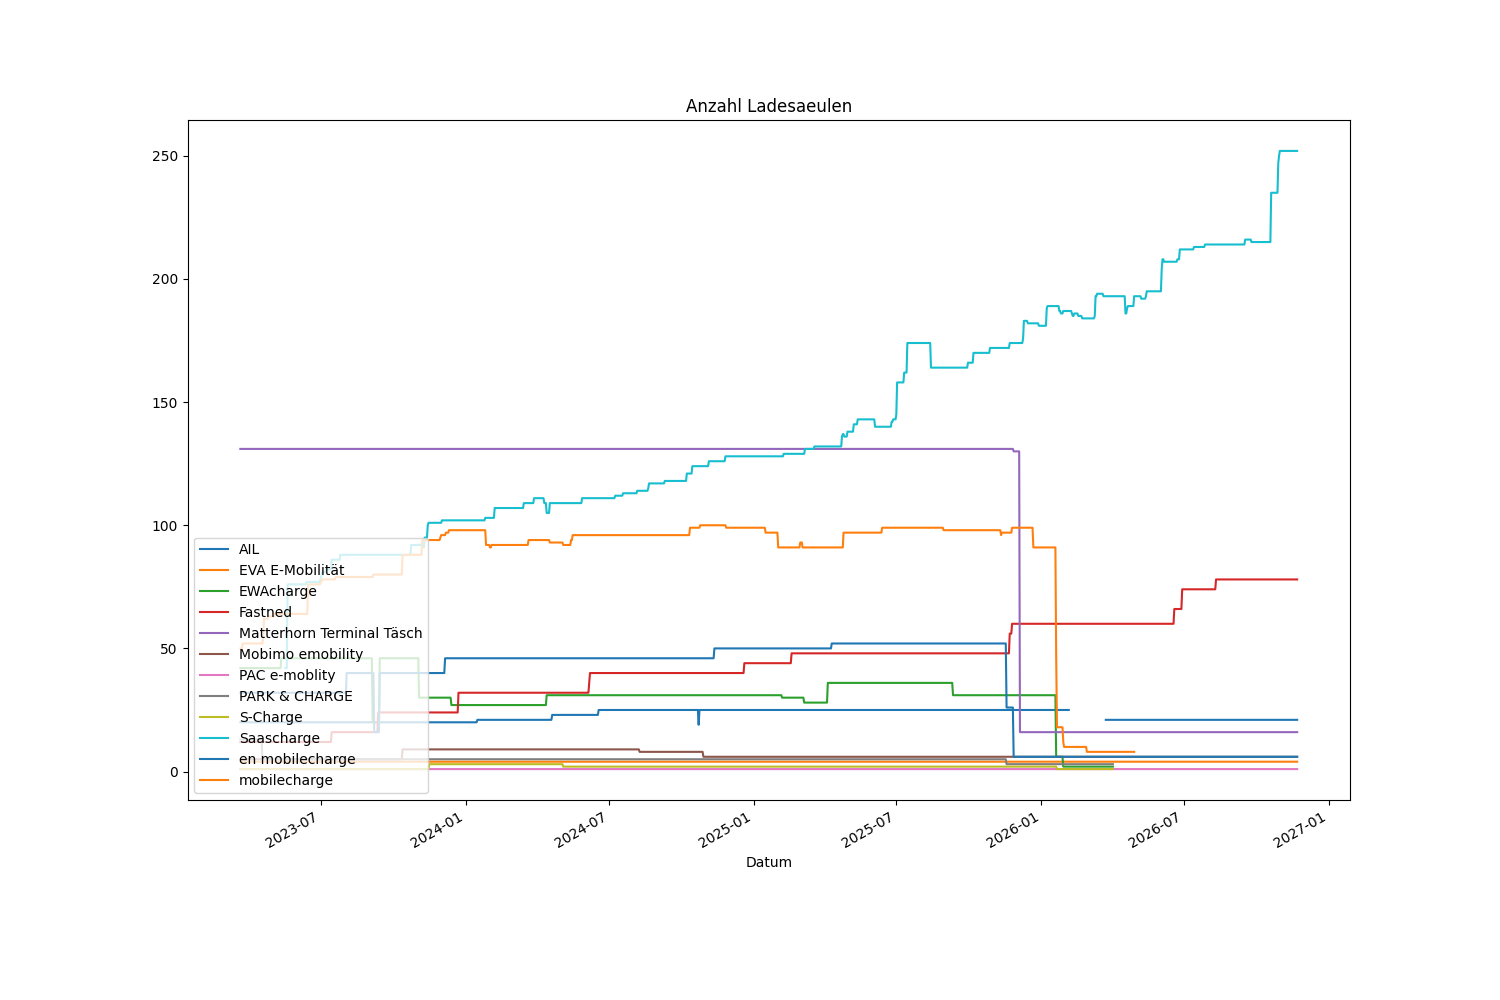 Anzahl Ladesaeulen
250
200
150
100
50
0
AIL
EVA E-Mobilität
EWAcharge
Fastned
Matterhorn Terminal Täsch
Mobimo emobility
PAC e-moblity
PARK & CHARGE
S-Charge
Saascharge
en mobilecharge
mobilecharge
2023-07
2024-01
2024-07
2025-01
2025-07
2026-01
2026-07
2027-01
Datum